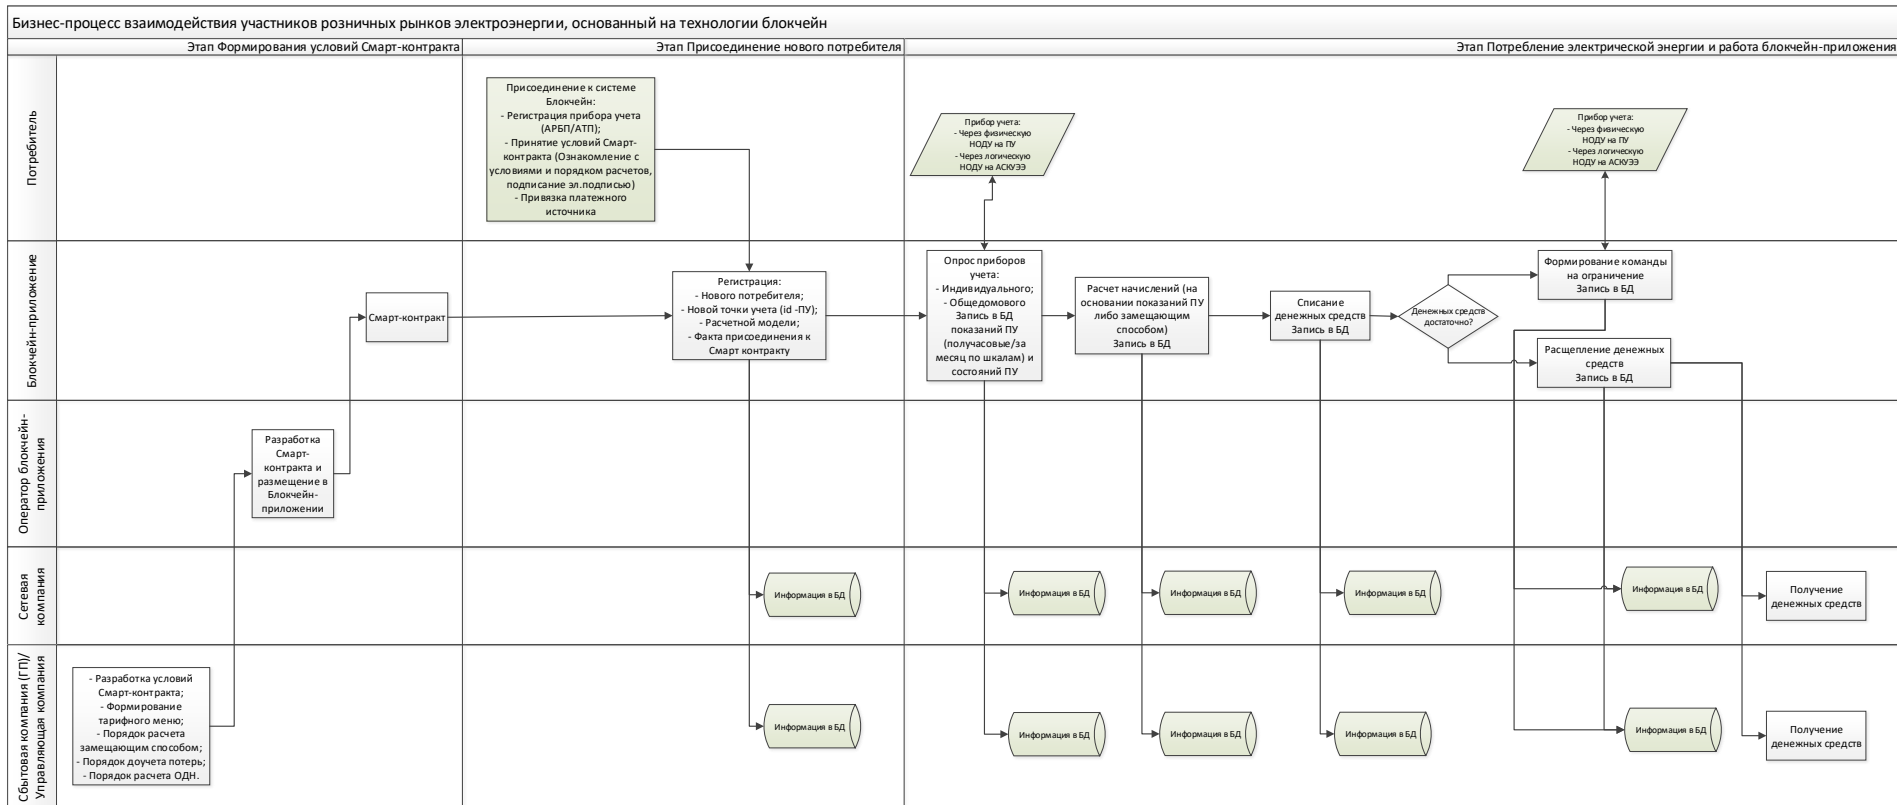 Бизнес-процесс взаимодействия участников розничных рынков электроэнергии, основанный на технологии блокчейн
Этап Формирования условий Смарт-контракта
Этап Присоединение нового потребителя
Этап Потребление электрической энергии и работа блокчейн-приложения
Потребитель
Присоединение к системе
Блокчейн:
- Регистрация прибора учета
(АРБП/АТП);
- Принятие условий Смарт-
контракта (Ознакомление с
условиями и порядком расчетов,
подписание эл.подписью)
- Привязка платежного
источника
Прибор учета:
- Через физическую
НОДУ на ПУ
- Через логическую
НОДУ на АСКУЭЭ
Прибор учета:
- Через физическую
НОДУ на ПУ
- Через логическую
НОДУ на АСКУЭЭ
Блокчейн-приложение
Смарт-контракт
Регистрация:
- Нового потребителя;
- Новой точки учета (id -ПУ);
- Расчетной модели;
- Факта присоединения к
Смарт контракту
Опрос приборов
учета:
- Индивидуального;
- Общедомового
Запись в БД
показаний ПУ
(получасовые/за
месяц по шкалам) и
состояний ПУ
Расчет начислений (на
основании показаний ПУ
либо замещающим
способом)
Запись в БД
Списание
денежных средств
Запись в БД
Денежных средств
достаточно?
Формирование команды
на ограничение
Запись в БД
Расщепление денежных
средств
Запись в БД
Оператор блокчейн-
приложения
Разработка
Смарт-
контракта и
размещение в
Блокчейн-
приложении
Сетевая
компания
Информация в БД
Информация в БД
Информация в БД
Информация в БД
Информация в БД
Получение
денежных средств
Сбытовая компания (ГП)/
Управляющая компания
- Разработка условий
Смарт-контракта;
- Формирование
тарифного меню;
- Порядок расчета
замещающим способом;
- Порядок доучета потерь;
- Порядок расчета ОДН.
Информация в БД
Информация в БД
Информация в БД
Информация в БД
Информация в БД
Получение
денежных средств